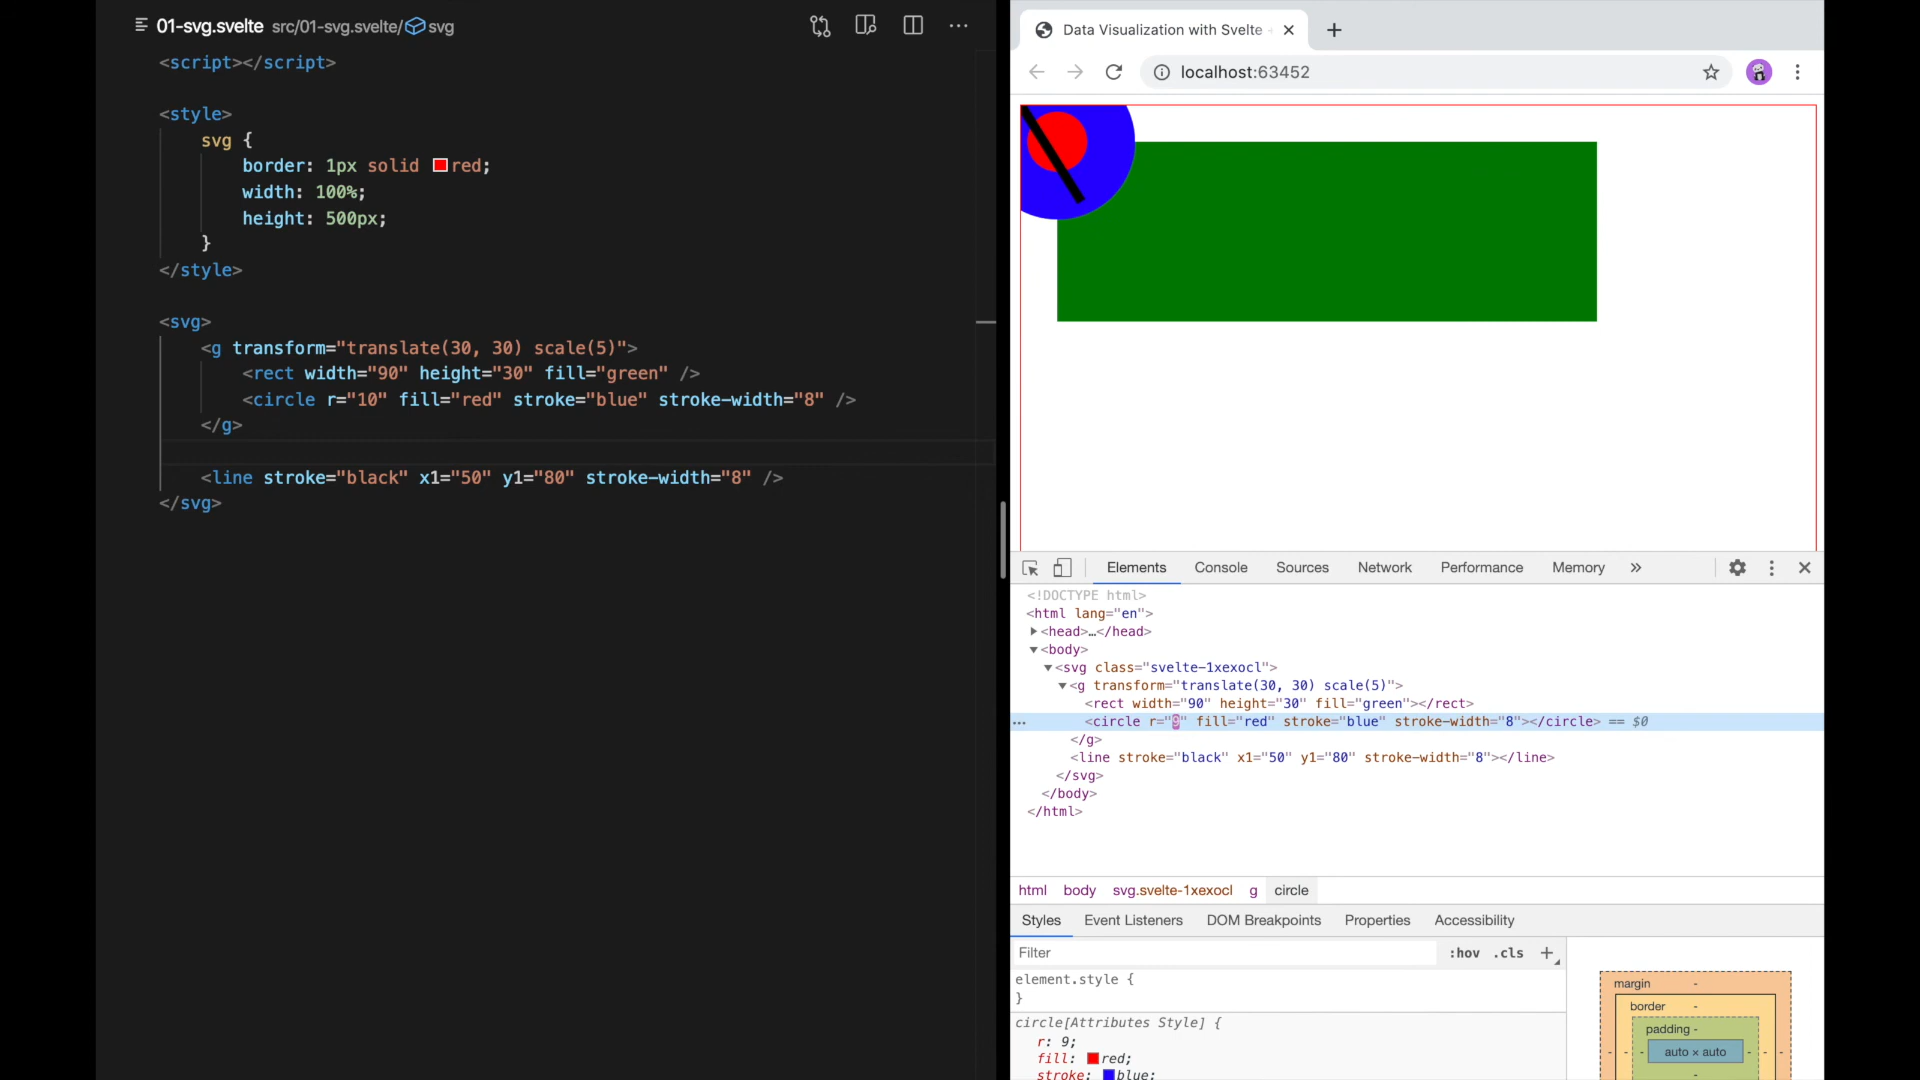 01-svg.svelte src/01-svg.svelte/ svg
<script></script>
<style>
svg {
border: 1px solid red;
width: 100%;
height: 500px;
}
</style>
<svg>
<g transform="translate(30, 30) scale(5)">
<rect width="90" height="30" fill="green" />
<circle r="10" fill="red" stroke="blue" stroke-width="8" />
</g>
<line stroke="black" x1="50" y1="80" stroke-width="8" />
</svg>
Data Visualization with Svelte
localhost:63452
Elements Console Sources Network Performance Memory »
<!DOCTYPE html>
<html lang="en">
<head>…</head>
<body>
<svg class="svelte-1xexocl">
<g transform="translate(30, 30) scale(5)">
<rect width="90" height="30" fill="green"></rect>
<circle r="9" fill="red" stroke="blue" stroke-width="8"></circle> == $0
</g>
<line stroke="black" x1="50" y1="80" stroke-width="8"></line>
</svg>
</body>
</html>
html body svg.svelte-1xexocl g circle
Styles Event Listeners DOM Breakpoints Properties Accessibility
Filter :hov .cls +
element.style {
}
circle[Attributes Style] {
r: 9;
fill: red;
stroke: blue;
margin -
border -
padding -
- - - auto × auto - - -
-